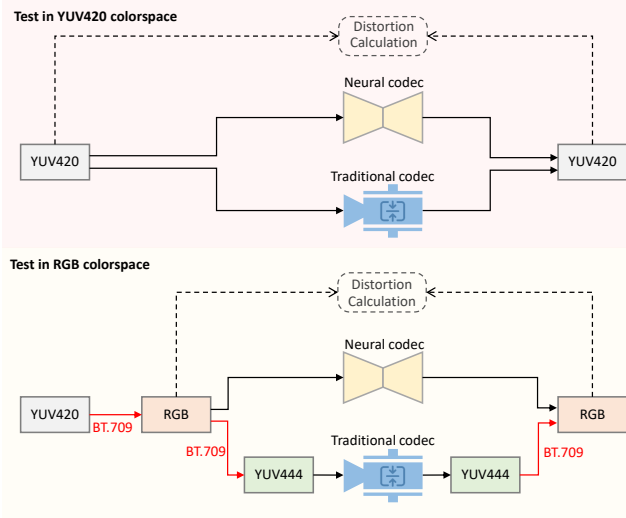 Test in YUV420 colorspace
Distortion
Calculation
Neural codec
YUV420
YUV420
Traditional codec
Test in RGB colorspace
Distortion
Calculation
Neural codec
YUV420
RGB
RGB
BT.709
Traditional codec
BT.709
BT.709
YUV444
YUV444